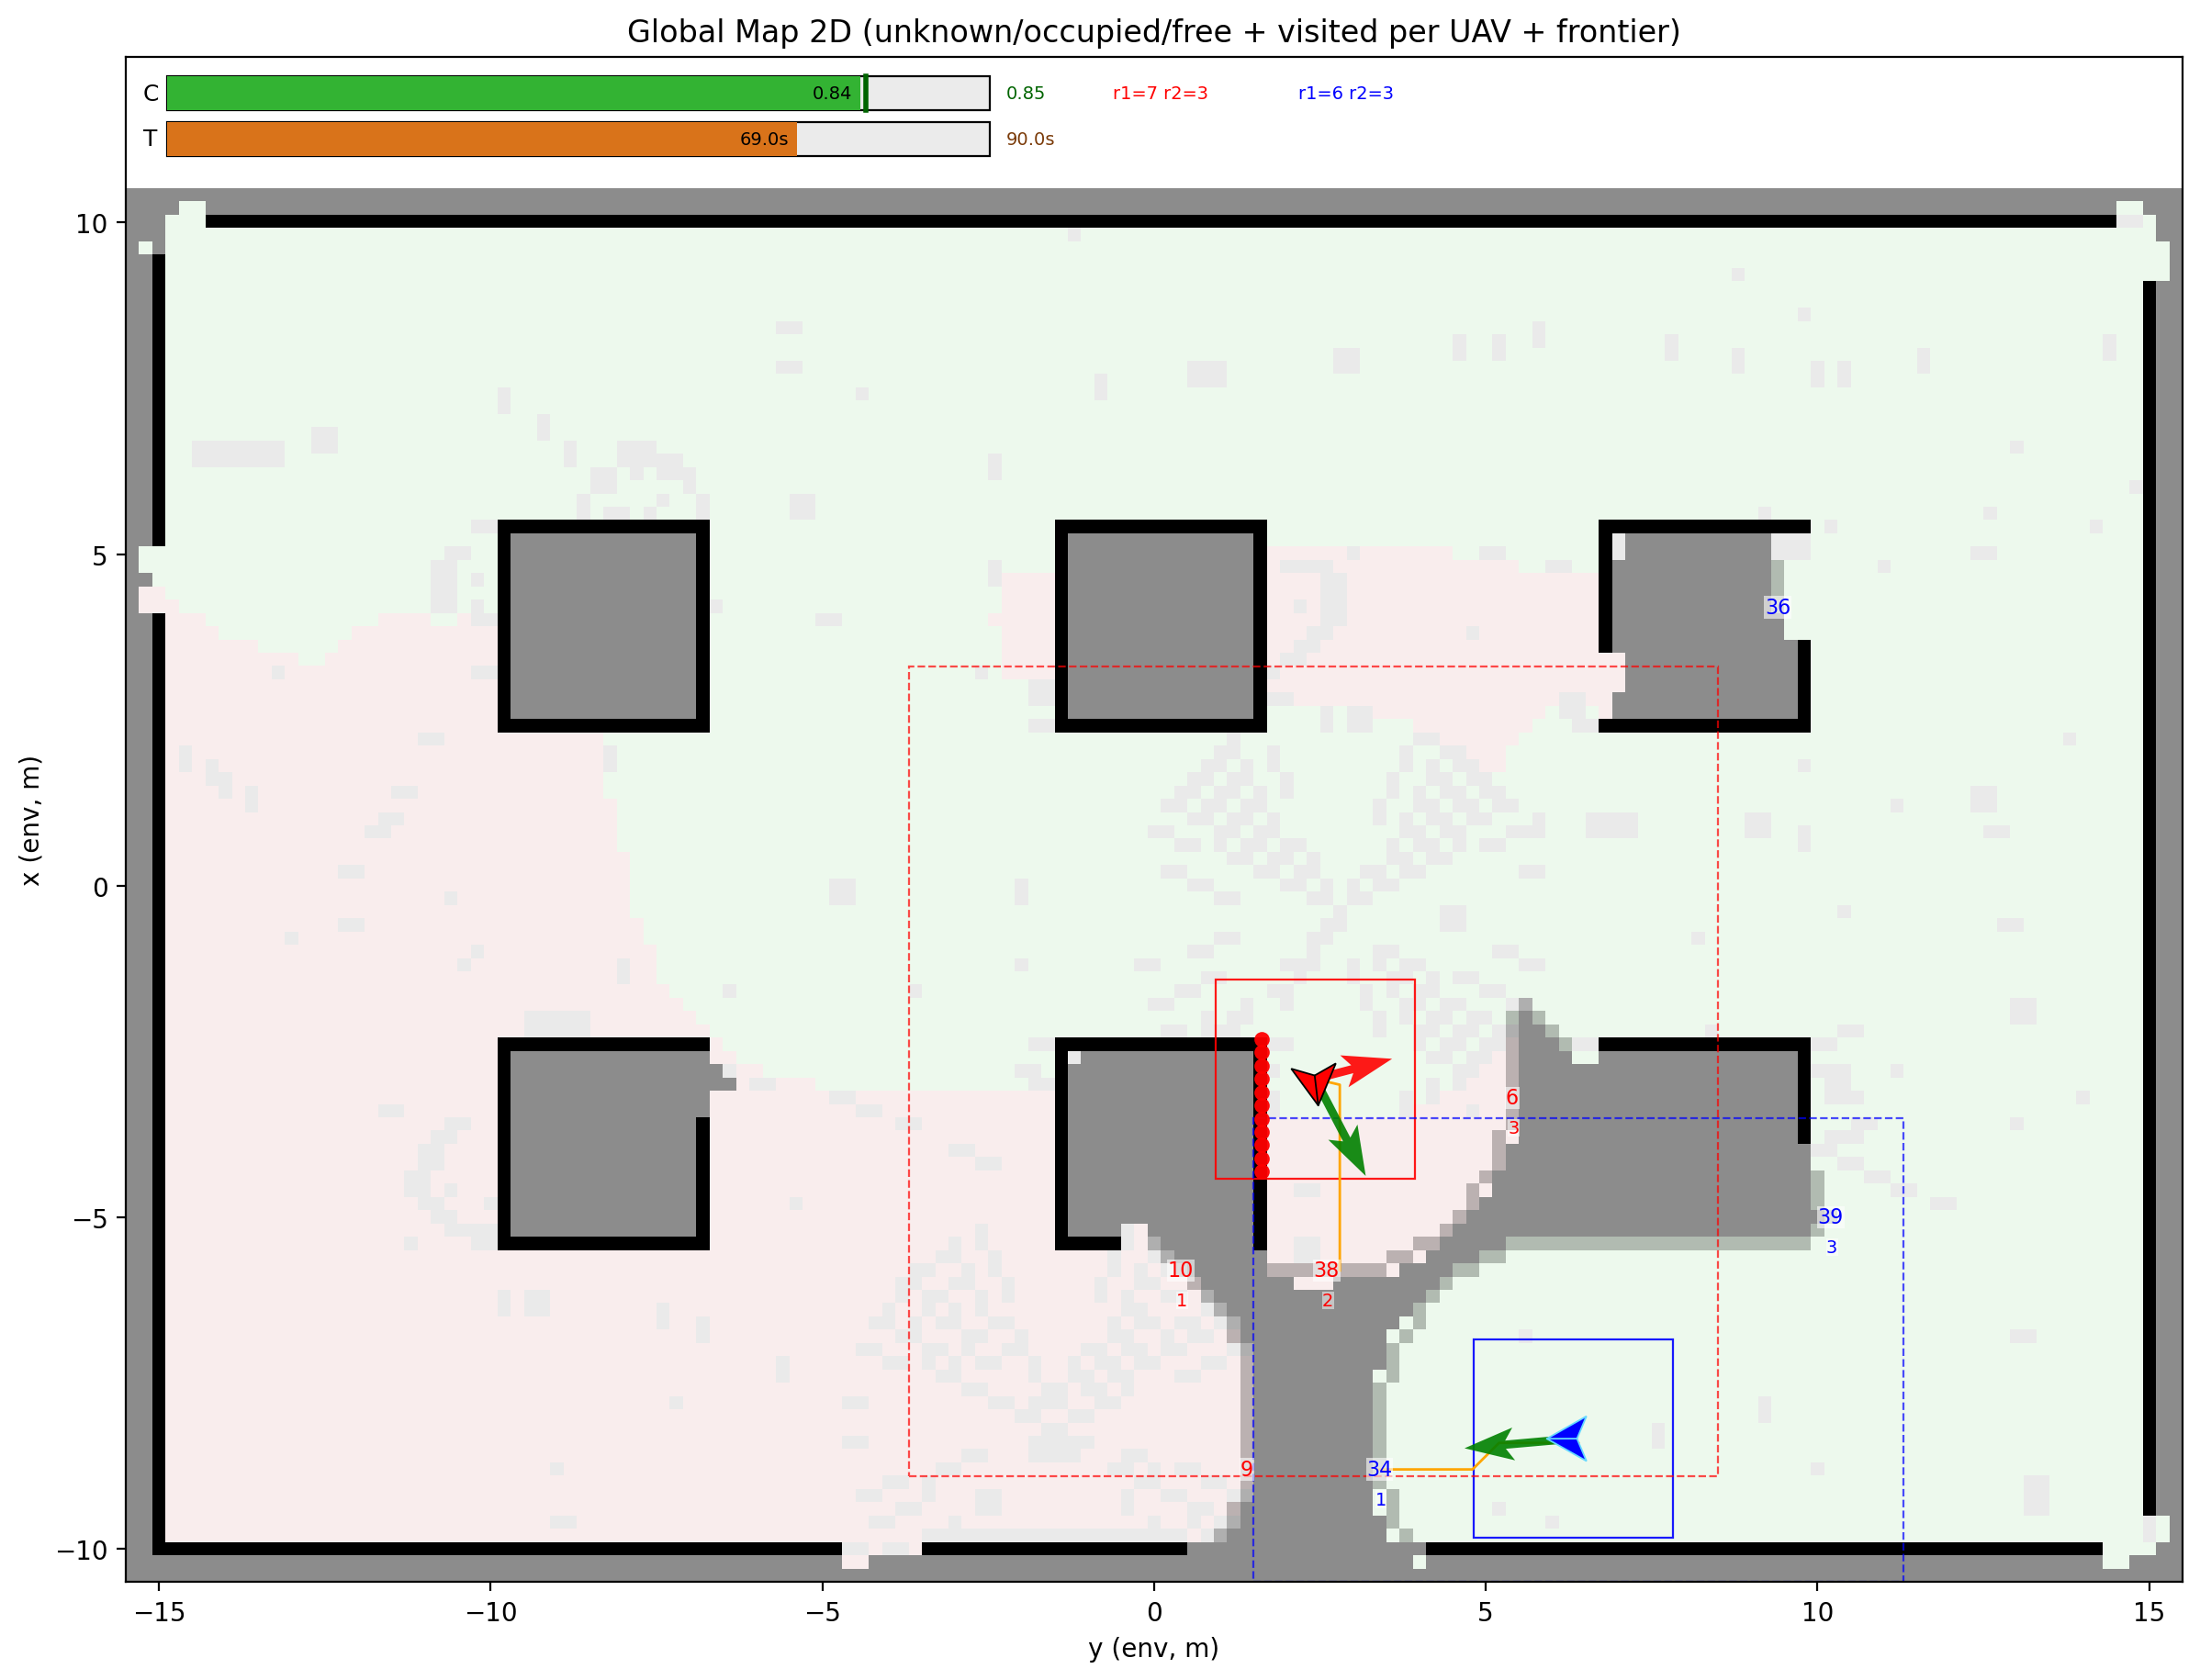 Global Map 2D (unknown/occupied/free + visited per UAV + frontier)
C 0.84 0.85 r1=7 r2=3 r1=6 r2=3
T 69.0s 90.0s
10
5
0
−5
−10
x (env, m)
36
6
3
39
3
10
1
38
2
9
34
1
−15 −10 −5 0 5 10 15
y (env, m)